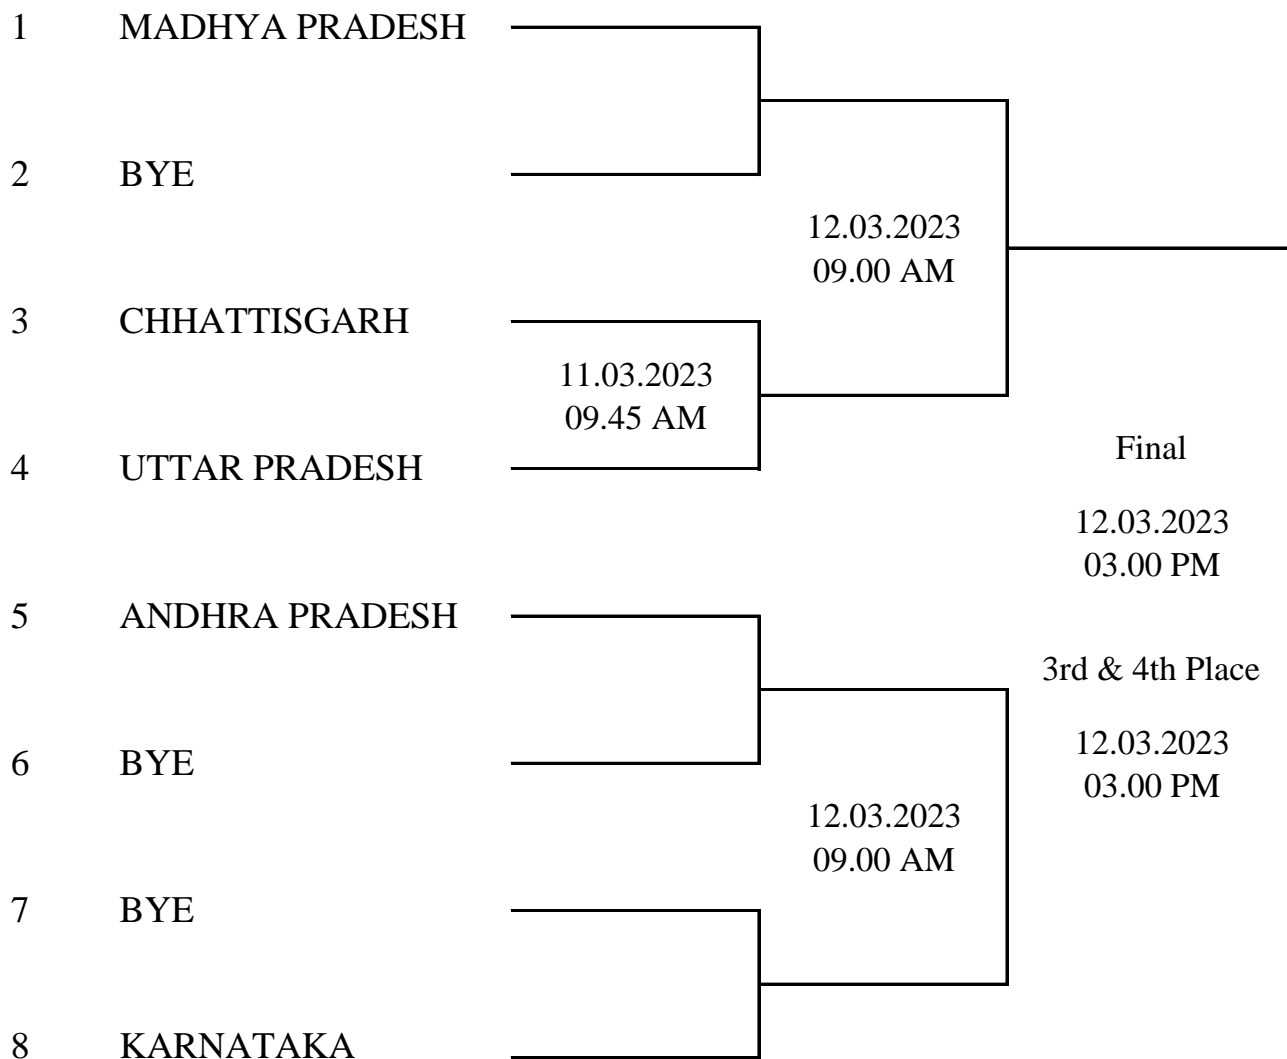 1 MADHYA PRADESH
2 BYE
12.03.2023
09.00 AM
3 CHHATTISGARH
11.03.2023
09.45 AM
4 UTTAR PRADESH
Final
12.03.2023
03.00 PM
5 ANDHRA PRADESH
3rd & 4th Place
12.03.2023
03.00 PM
6 BYE
12.03.2023
09.00 AM
7 BYE
8 KARNATAKA